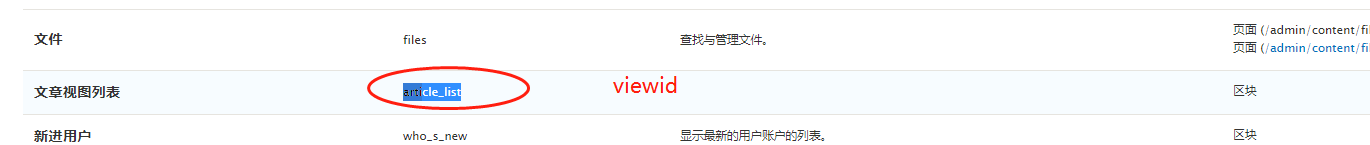 文件 files 查找与管理文件。 页面 (/admin/content/fil
页面 (/admin/content/fil
文章视图列表 article_list viewid 区块
新进用户 who_s_new 显示最新的用户账户的列表。 区块